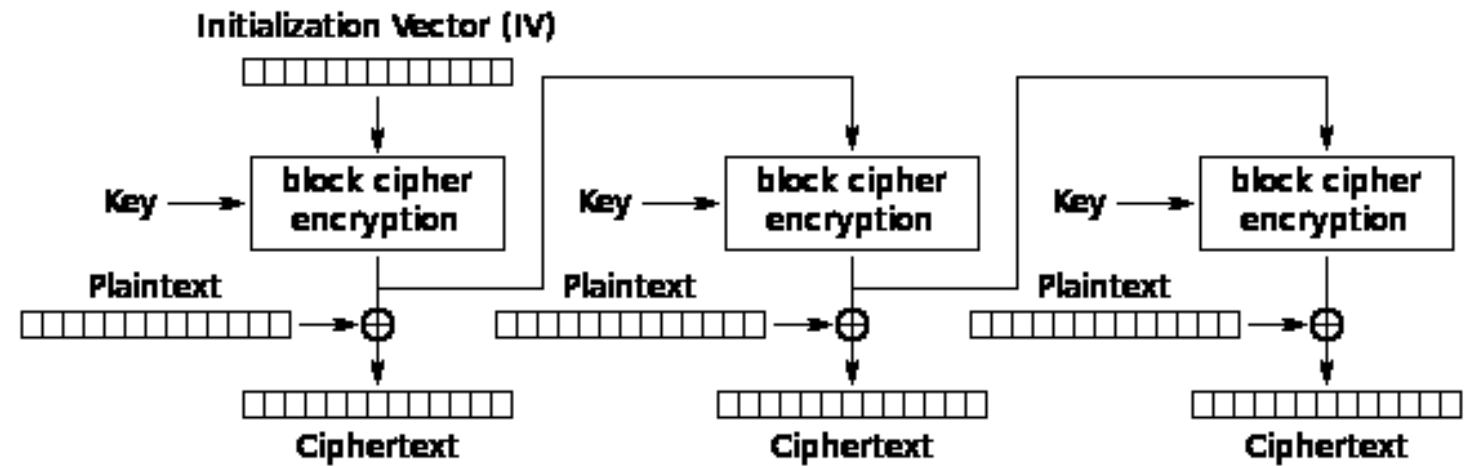 Initialization Vector (IV)
Key
block cipher
encryption
Key
block cipher
encryption
Key
block cipher
encryption
Plaintext
Plaintext
Plaintext
Ciphertext
Ciphertext
Ciphertext